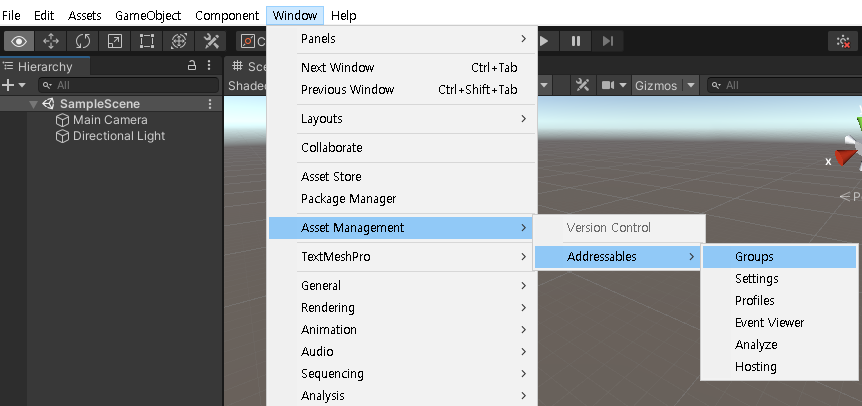 File Edit Assets GameObject Component Window Help
Hierarchy
All
SampleScene
Main Camera
Directional Light
Panels
Next Window Ctrl+Tab
Previous Window Ctrl+Shift+Tab
Layouts
Collaborate
Asset Store
Package Manager
Asset Management
TextMeshPro
General
Rendering
Animation
Audio
Sequencing
Analysis
Version Control
Addressables
Groups
Settings
Profiles
Event Viewer
Analyze
Hosting
Gizmos
All
x